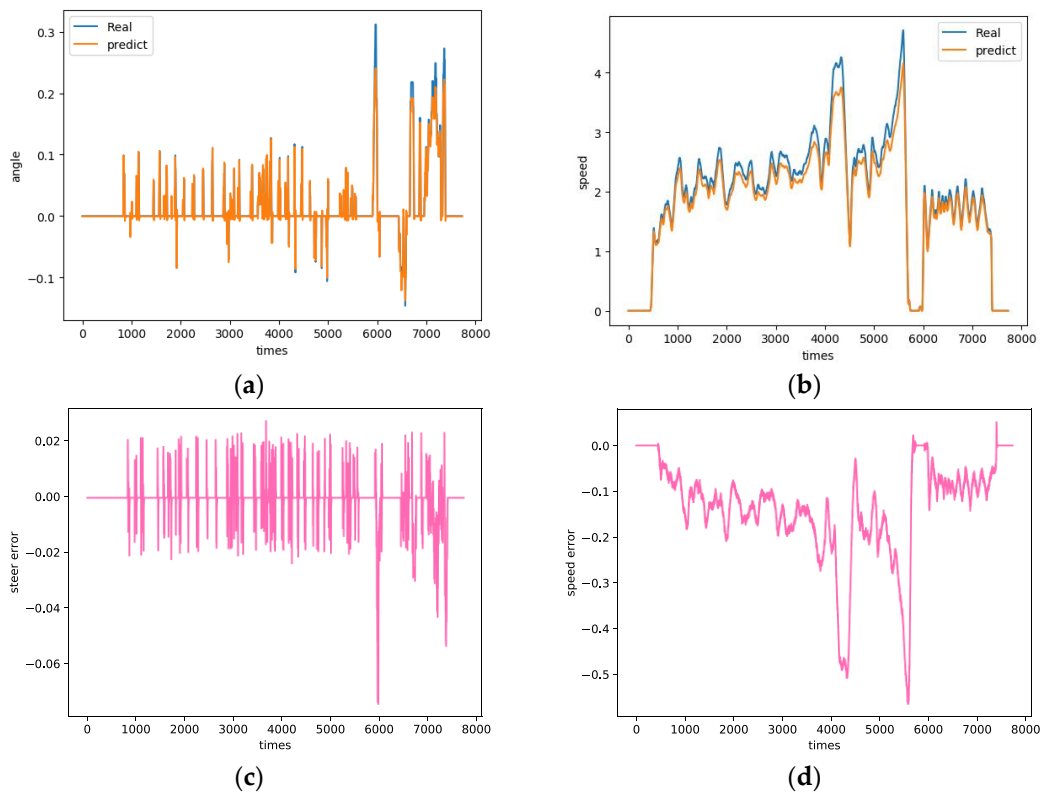 Real
predict
0.3
0.2
0.1
0.0
−0.1
angle
0 1000 2000 3000 4000 5000 6000 7000 8000
times
(a)
Real
predict
4
3
2
1
0
speed
0 1000 2000 3000 4000 5000 6000 7000 8000
times
(b)
0.02
0.00
−0.02
−0.04
−0.06
steer error
0 1000 2000 3000 4000 5000 6000 7000 8000
times
(c)
0.0
−0.1
−0.2
−0.3
−0.4
−0.5
speed error
0 1000 2000 3000 4000 5000 6000 7000 8000
times
(d)